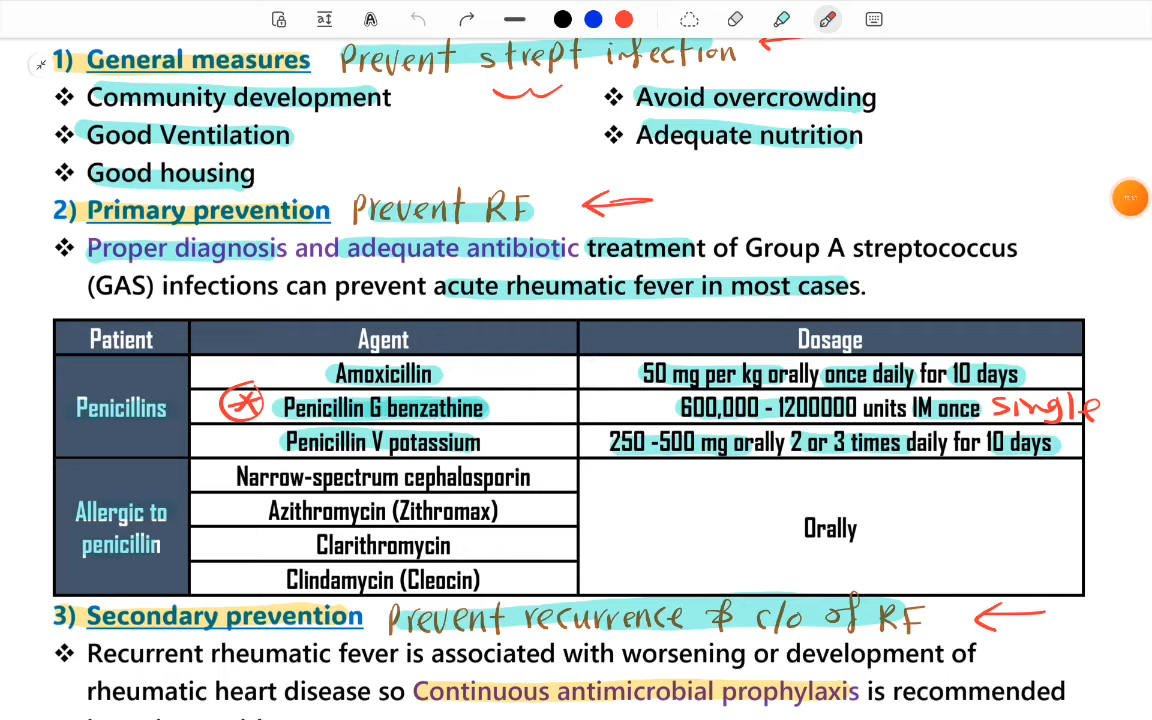 1) General measures Prevent strept infection
❖ Community development
❖ Avoid overcrowding
❖ Good Ventilation
❖ Adequate nutrition
❖ Good housing
2) Primary prevention Prevent RF
❖ Proper diagnosis and adequate antibiotic treatment of Group A streptococcus
(GAS) infections can prevent acute rheumatic fever in most cases.
Patient Agent Dosage
Penicillins
Amoxicillin 50 mg per kg orally once daily for 10 days
Penicillin G benzathine 600,000 - 1200000 units IM once single
Penicillin V potassium 250 -500 mg orally 2 or 3 times daily for 10 days
Allergic to
penicillin
Narrow-spectrum cephalosporin
Azithromycin (Zithromax)
Clarithromycin
Clindamycin (Cleocin)
Orally
3) Secondary prevention Prevent recurrence & c/o of RF
❖ Recurrent rheumatic fever is associated with worsening or development of
rheumatic heart disease so Continuous antimicrobial prophylaxis is recommended